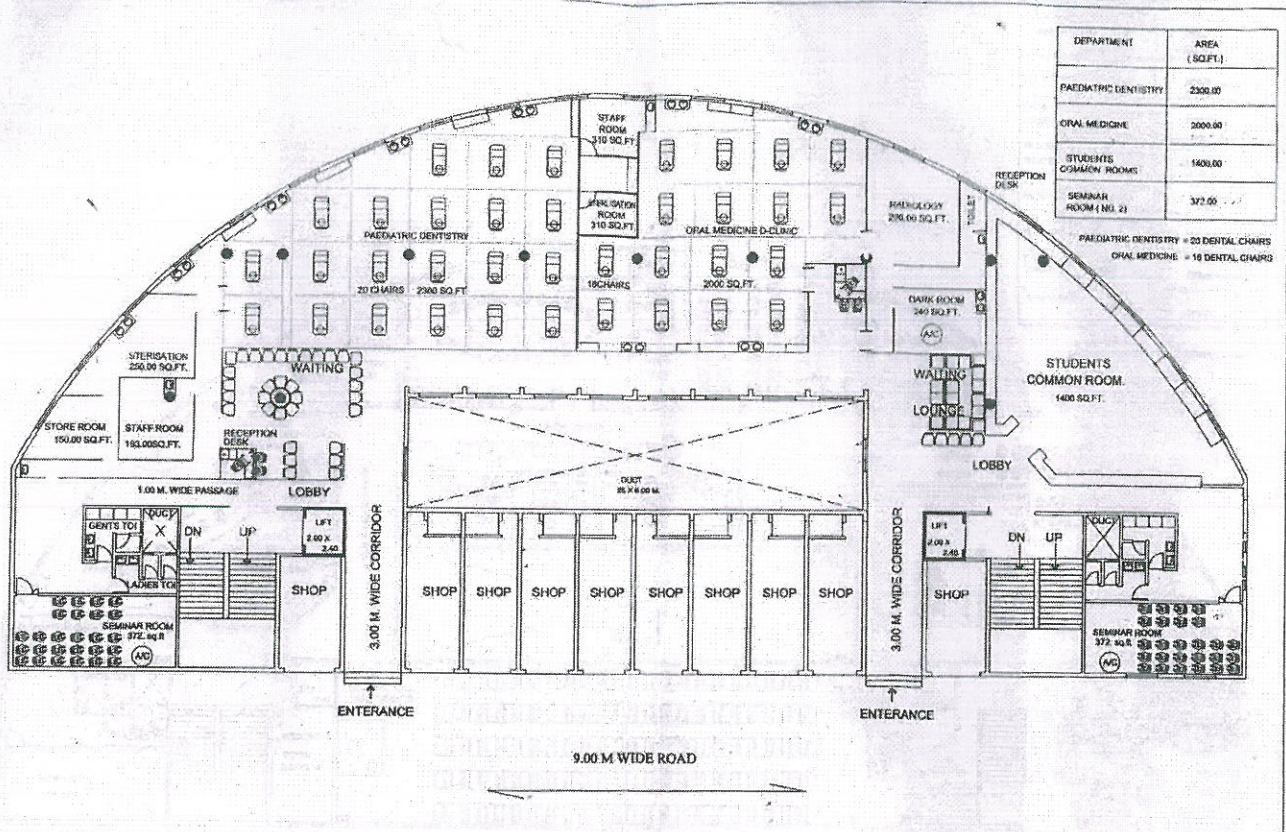 DEPARTMENT AREA
( SQ.FT.)
PAEDIATRIC DENTISTRY 2300.00
ORAL MEDICINE 2000.00
STUDENTS
COMMON ROOMS 1400.00
SEMINAR
ROOM ( NO. 2) 372.00
PAEDIATRIC DENTISTRY = 20 DENTAL CHAIRS
ORAL MEDICINE = 18 DENTAL CHAIRS
STAFF
ROOM
310 SQ.FT.
ROOM
310 SQ.FT.
PAEDIATRIC DENTISTRY
20 CHAIRS 2300 SQ.FT
ORAL MEDICINE D-CLINIC
18CHAIRS 2000 SQ.FT.
RADIOLOGY
SQ.FT.
TOILET
RECEPTION
DESK
DARK ROOM
240 SQ.FT.
A/C
STERISATION
250.00 SQ.FT.
WAITING
STORE ROOM
150.00 SQ.FT.
STAFF ROOM
193.00SQ.FT.
RECEPTION
DESK
WAITING
LOUNGE
STUDENTS
COMMON ROOM.
1400 SQ.FT.
LOBBY
1.00 M. WIDE PASSAGE
LOBBY
DUCT
25 X 6.00 M.
GENTS TOI
DUCT
DN
UP
LIFT
2.00 X
2.40
LADIES TOI
SHOP
3.00 M. WIDE CORRIDOR
SHOP
SHOP
SHOP
SHOP
SHOP
SHOP
SHOP
SHOP
3.00 M. WIDE CORRIDOR
LIFT
2.00 X
2.40
SHOP
DN
UP
DUCT
SEMINAR ROOM
372. sq.ft
A/C
SEMINAR ROOM
372. sq.ft
A/C
ENTERANCE
ENTERANCE
9.00 M WIDE ROAD